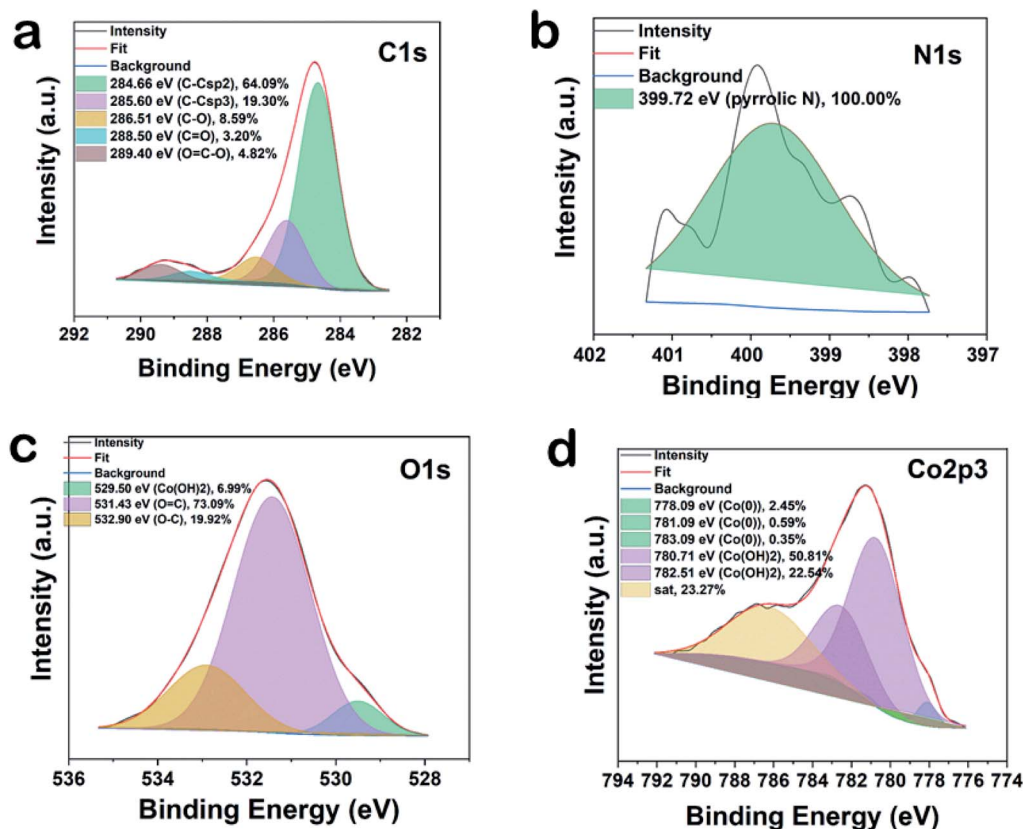 a
C1s
Intensity
Fit
Background
284.66 eV (C-Csp2), 64.09%
285.60 eV (C-Csp3), 19.30%
286.51 eV (C-O), 8.59%
288.50 eV (C=O), 3.20%
289.40 eV (O=C-O), 4.82%
Intensity (a.u.)
292 290 288 286 284 282
Binding Energy (eV)
b
N1s
Intensity
Fit
Background
399.72 eV (pyrrolic N), 100.00%
Intensity (a.u.)
402 401 400 399 398 397
Binding Energy (eV)
c
O1s
Intensity
Fit
Background
529.50 eV (Co(OH)2), 6.99%
531.43 eV (O=C), 73.09%
532.90 eV (O-C), 19.92%
Intensity (a.u.)
536 534 532 530 528
Binding Energy (eV)
d
Co2p3
Intensity
Fit
Background
778.09 eV (Co(0)), 2.45%
781.09 eV (Co(0)), 0.59%
783.09 eV (Co(0)), 0.35%
780.71 eV (Co(OH)2, 50.81%
782.51 eV (Co(OH)2, 22.54%
sat, 23.27%
Intensity (a.u.)
794 792 790 788 786 784 782 780 778 776 774
Binding Energy (eV)